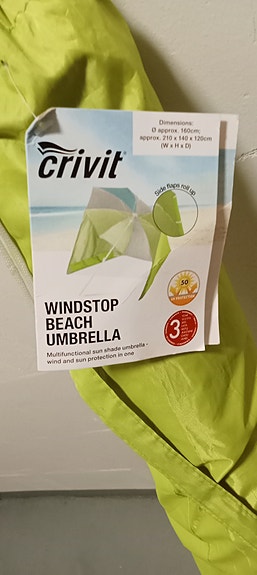 Dimensions:
Ø approx. 160cm;
approx. 210 x 140 x 120cm
(W x H x D)
crivit®
Side flaps roll up
50
UV PROTECTION
WINDSTOP
BEACH
UMBRELLA
Multifunctional sun shade umbrella -
wind and sun protection in one
3